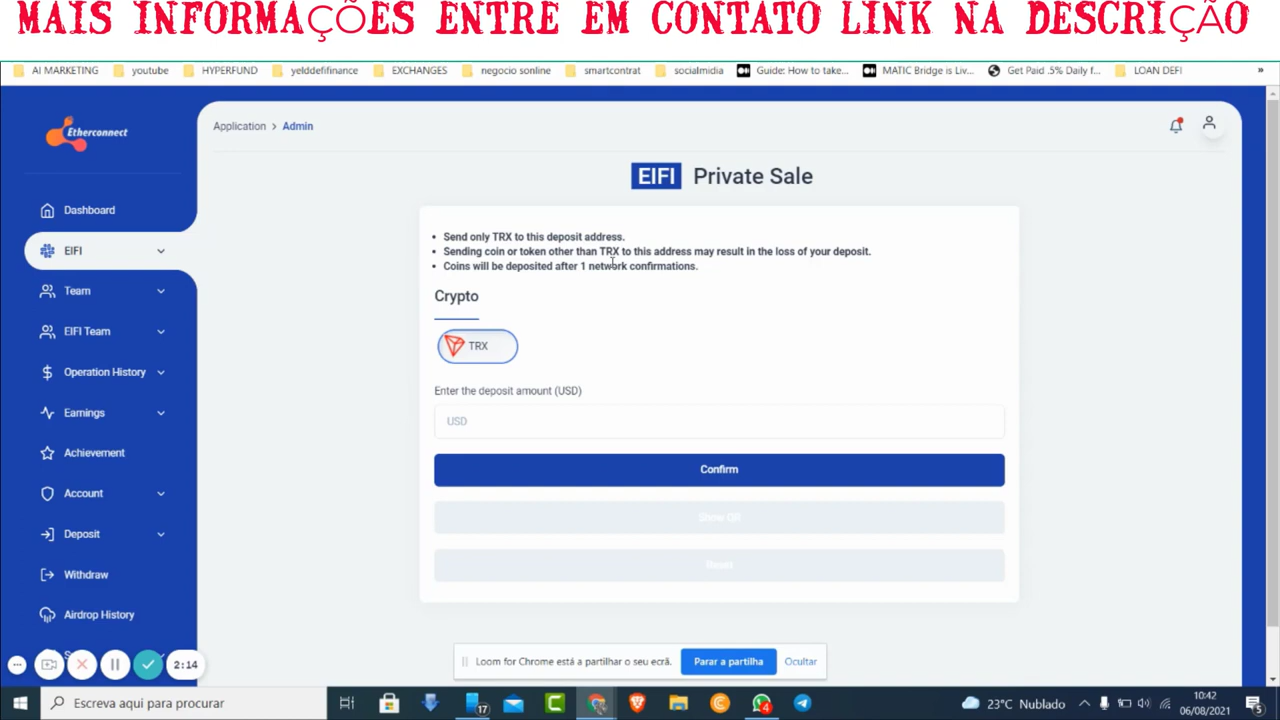 MAIS INFORMAÇÕES ENTRE EM CONTATO LINK NA DESCRIÇÃO
AI MARKETING
youtube
HYPERFUND
yelddefifinance
EXCHANGES
negocio sonline
smartcontrat
socialmidia
Guide: How to take...
MATIC Bridge is Liv...
Get Paid .5% Daily f...
LOAN DEFI
»
Etherconnect
Application > Admin
EIFI Private Sale
Dashboard
EIFI
Team
EIFI Team
Operation History
Earnings
Achievement
Account
Deposit
Withdraw
Airdrop History
• Send only TRX to this deposit address.
• Sending coin or token other than TRX to this address may result in the loss of your deposit.
• Coins will be deposited after 1 network confirmations.
Crypto
TRX
Enter the deposit amount (USD)
USD
Confirm
Show QR
Reset
2:14
Loom for Chrome está a partilhar o seu ecrã.
Parar a partilha
Ocultar
Escreva aqui para procurar
17
4
23°C Nublado
10:42
06/08/2021
5